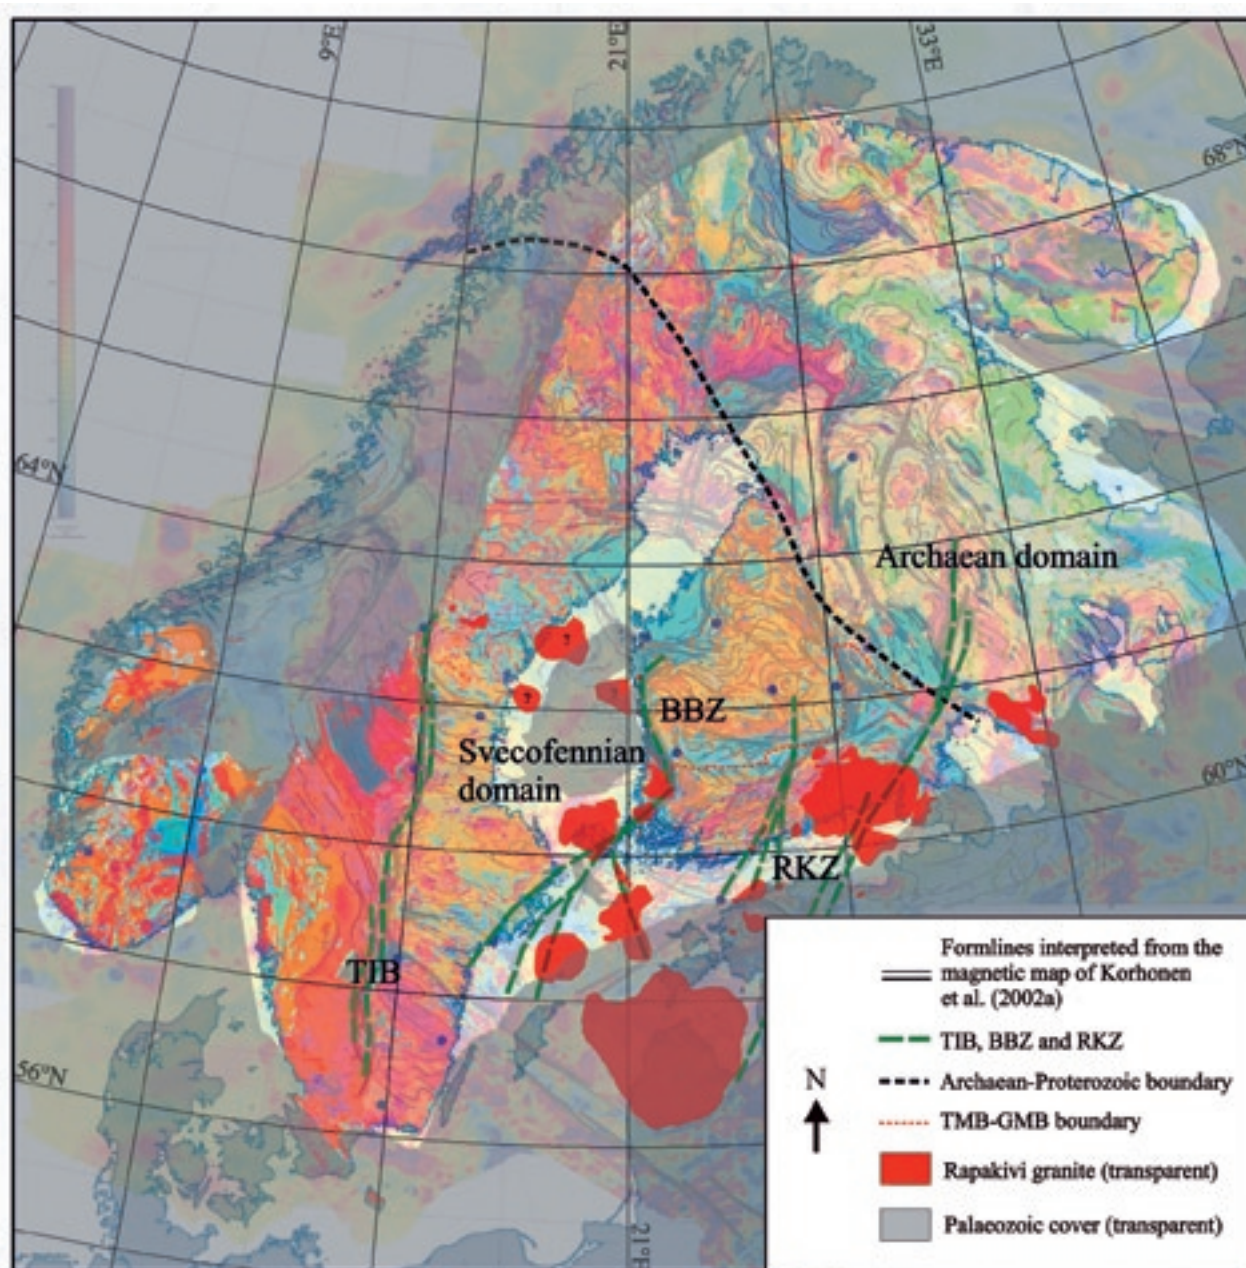 9°E
21°E
33°E
68°N
64°N
Archaean domain
?
?
?
BBZ
Svecofennian
domain
60°N
RKZ
TIB
56°N
21°E
Formlines interpreted from the
magnetic map of Korhonen
et al. (2002a)
TIB, BBZ and RKZ
N
Archaean-Proterozoic boundary
TMB-GMB boundary
Rapakivi granite (transparent)
Palaeozoic cover (transparent)